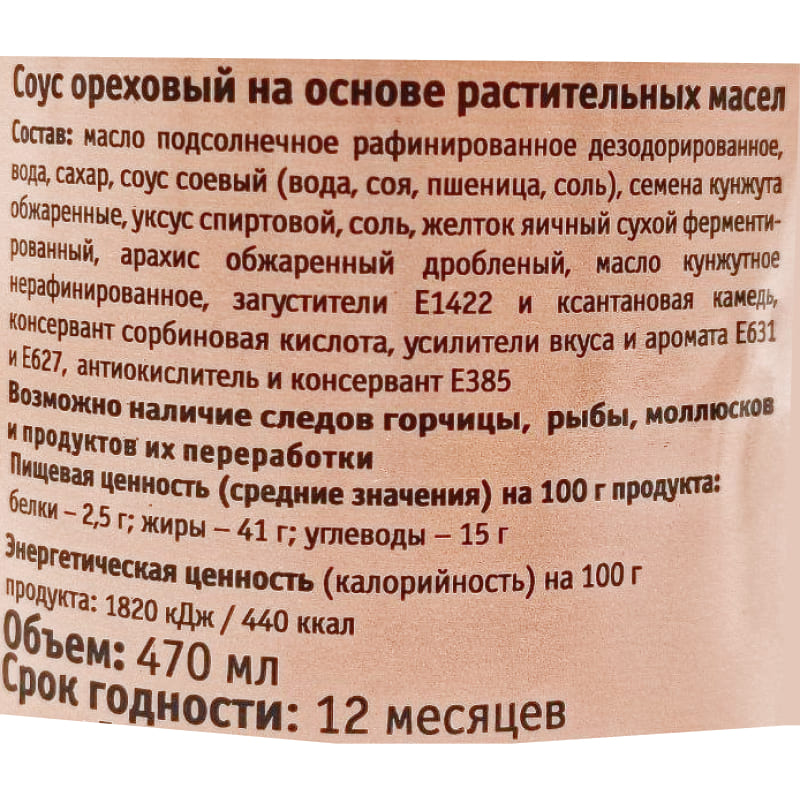 Соус ореховый на основе растительных масел
Состав: масло подсолнечное рафинированное дезодорированное,
вода, сахар, соус соевый (вода, соя, пшеница, соль), семена кунжута
обжаренные, уксус спиртовой, соль, желток яичный сухой ферменти-
рованный, арахис обжаренный дробленый, масло кунжутное
нерафинированное, загустители Е1422 и ксантановая камедь,
консервант сорбиновая кислота, усилители вкуса и аромата Е631
и Е627, антиокислитель и консервант Е385
Возможно наличие следов горчицы, рыбы, моллюсков
и продуктов их переработки
Пищевая ценность (средние значения) на 100 г продукта:
белки – 2,5 г; жиры – 41 г; углеводы – 15 г
Энергетическая ценность (калорийность) на 100 г
продукта: 1820 кДж / 440 ккал
Объем: 470 мл
Срок годности: 12 месяцев